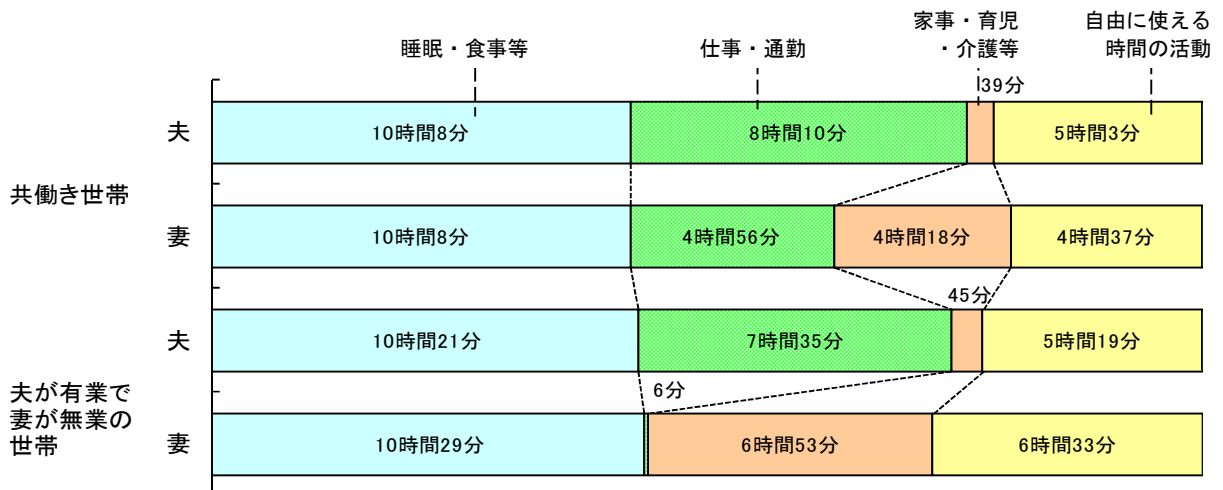 睡眠・食事等
仕事・通勤
家事・育児
・介護等
自由に使える
時間の活動
39分
共働き世帯
夫
10時間8分
8時間10分
5時間3分
妻
10時間8分
4時間56分
4時間18分
4時間37分
45分
夫が有業で
妻が無業の
世帯
夫
10時間21分
7時間35分
5時間19分
6分
妻
10時間29分
6時間53分
6時間33分